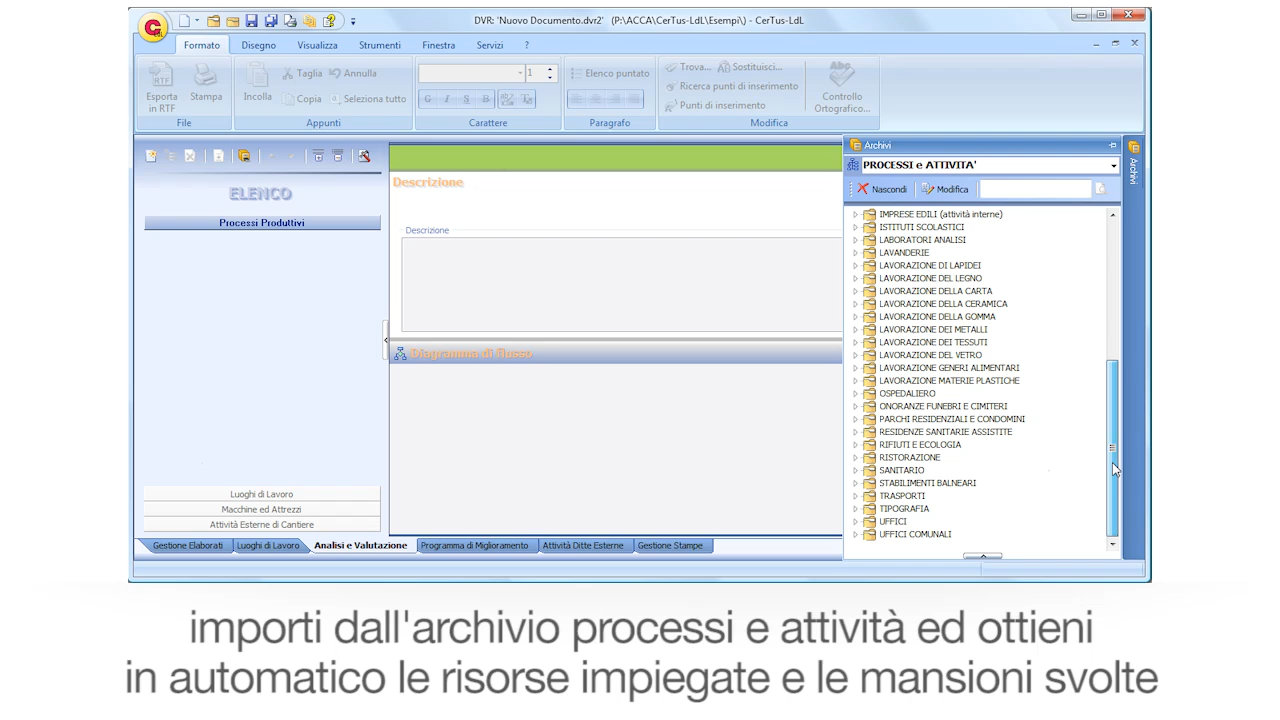 DVR: 'Nuovo Documento.dvr2' (P:\ACCA\CerTus-LdL\Esempi\) - CerTus-LdL
Formato Disegno Visualizza Strumenti Finestra Servizi ?
Esporta in RTF
Stampa
File
Incolla
Taglia Annulla
Copia Seleziona tutto
Appunti
1
G I S B
Carattere
Elenco puntato
Paragrafo
Trova... Sostituisci...
Ricerca punti di inserimento
Punti di inserimento
Modifica
Abc
Controllo
Ortografico...
ELENCO
Processi Produttivi
Luoghi di Lavoro
Macchine ed Attrezzi
Attività Esterne di Cantiere
Descrizione
Descrizione
Diagramma di flusso
Archivi
PROCESSI e ATTIVITA'
Nascondi Modifica
IMPRESE EDILI (attività interne)
ISTITUTI SCOLASTICI
LABORATORI ANALISI
LAVANDERIE
LAVORAZIONE DI LAPIDEI
LAVORAZIONE DEL LEGNO
LAVORAZIONE DELLA CARTA
LAVORAZIONE DELLA CERAMICA
LAVORAZIONE DELLA GOMMA
LAVORAZIONE DEI METALLI
LAVORAZIONE DEI TESSUTI
LAVORAZIONE DEL VETRO
LAVORAZIONE GENERI ALIMENTARI
LAVORAZIONE MATERIE PLASTICHE
OSPEDALIERO
ONORANZE FUNEBRI E CIMITERI
PARCHI RESIDENZIALI E CONDOMINI
RESIDENZE SANITARIE ASSISTITE
RIFIUTI E ECOLOGIA
RISTORAZIONE
SANITARIO
STABILIMENTI BALNEARI
TRASPORTI
TIPOGRAFIA
UFFICI
UFFICI COMUNALI
Archivi
Gestione Elaborati Luoghi di Lavoro Analisi e Valutazione Programma di Miglioramento Attività Ditte Esterne Gestione Stampe
importi dall'archivio processi e attività ed ottieni
in automatico le risorse impiegate e le mansioni svolte